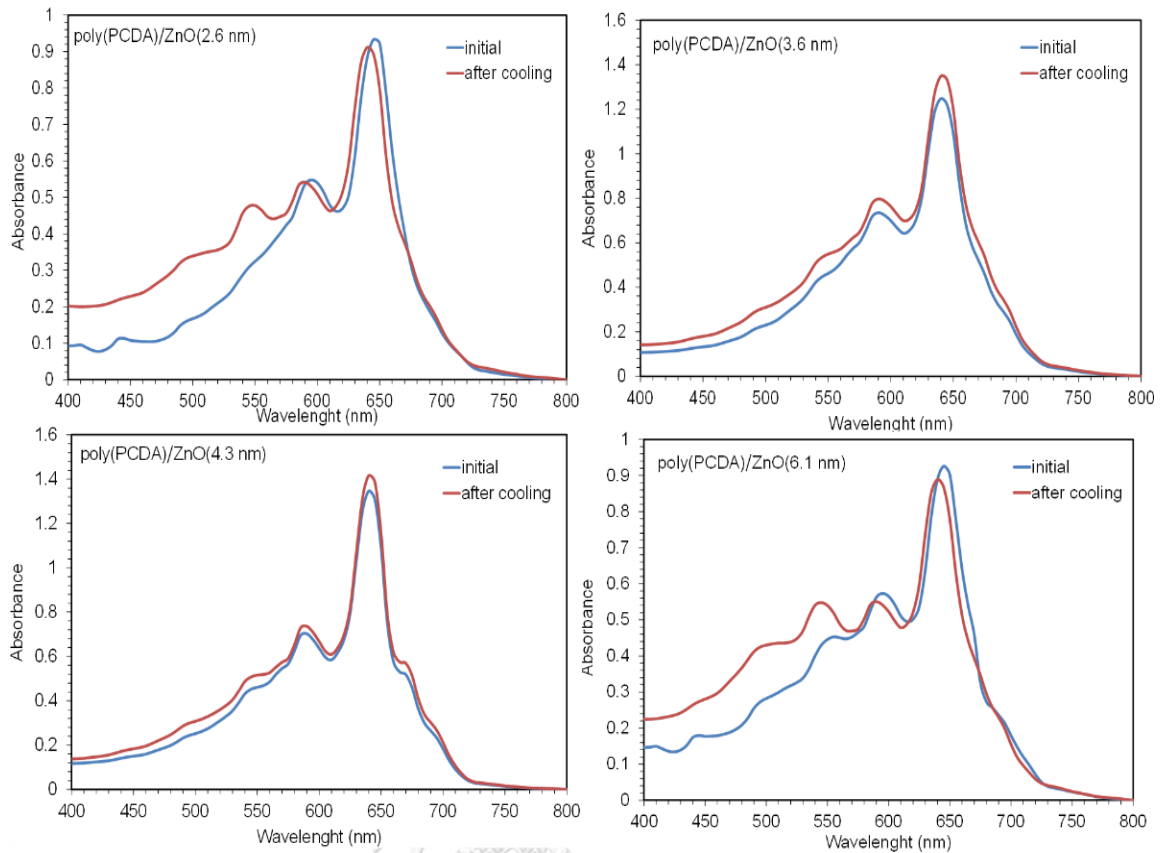 poly(PCDA)/ZnO(2.6 nm)
initial
after cooling
Absorbance
1
0.9
0.8
0.7
0.6
0.5
0.4
0.3
0.2
0.1
0
400 450 500 550 600 650 700 750 800
Wavelenght (nm)
poly(PCDA)/ZnO(3.6 nm)
initial
after cooling
Absorbance
1.6
1.4
1.2
1
0.8
0.6
0.4
0.2
0
400 450 500 550 600 650 700 750 800
Wavelenght (nm)
poly(PCDA)/ZnO(4.3 nm)
initial
after cooling
Absorbance
1.6
1.4
1.2
1
0.8
0.6
0.4
0.2
0
400 450 500 550 600 650 700 750 800
Wavelenght (nm)
poly(PCDA)/ZnO(6.1 nm)
initial
after cooling
Absorbance
1
0.9
0.8
0.7
0.6
0.5
0.4
0.3
0.2
0.1
0
400 450 500 550 600 650 700 750 800
Wavelenght (nm)